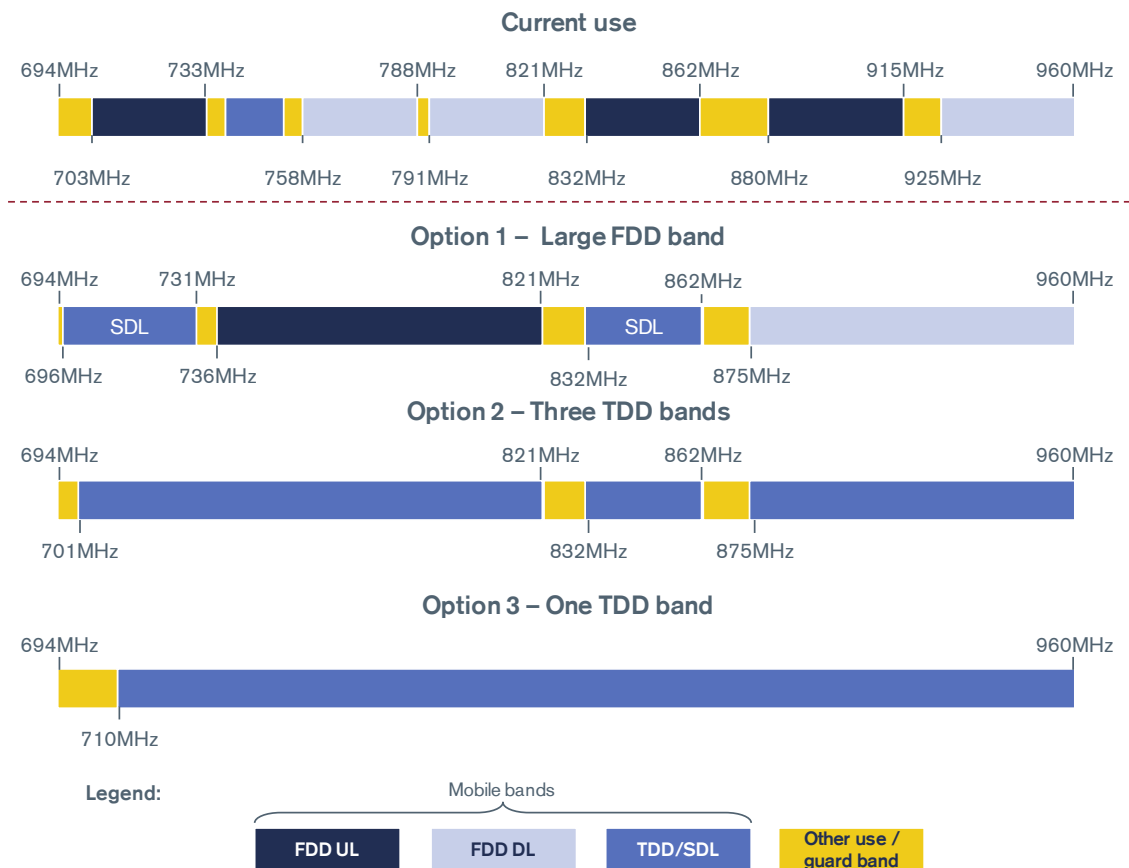 Current use
694MHz 733MHz 788MHz 821MHz 862MHz 915MHz 960MHz
703MHz 758MHz 791MHz 832MHz 880MHz 925MHz
Option 1 – Large FDD band
694MHz 731MHz 821MHz 862MHz 960MHz
SDL SDL
696MHz 736MHz 832MHz 875MHz
Option 2 – Three TDD bands
694MHz 821MHz 862MHz 960MHz
701MHz 832MHz 875MHz
Option 3 – One TDD band
694MHz 960MHz
710MHz
Legend: Mobile bands
FDD UL FDD DL TDD/SDL Other use /
guard band